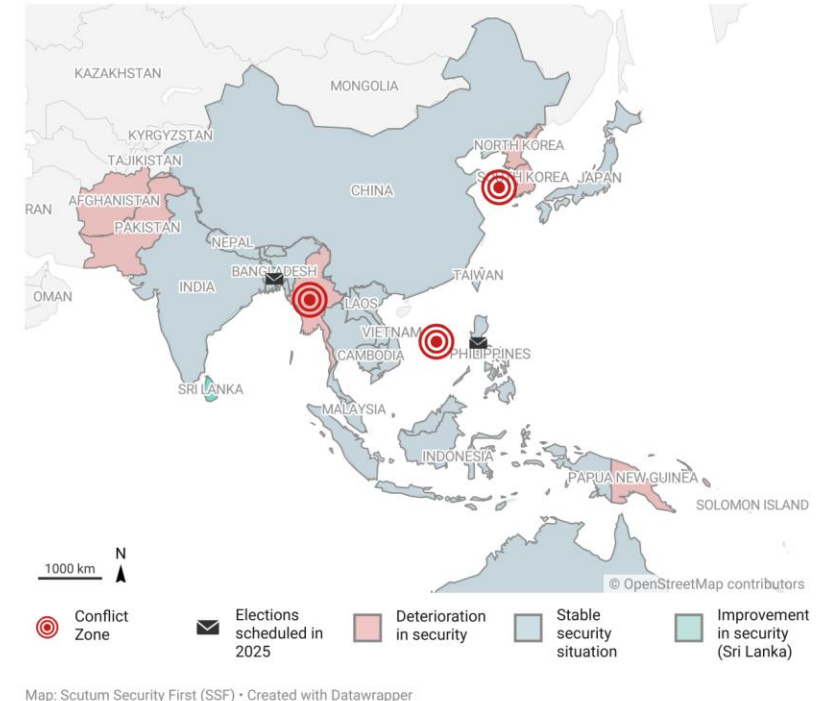 KAZAKHSTAN
MONGOLIA
KYRGYZSTAN
TAJIKISTAN
NORTH KOREA
SOUTH KOREA
JAPAN
CHINA
AFGHANISTAN
RAN
PAKISTAN
NEPAL
BANGLADESH
TAIWAN
INDIA
OMAN
LAOS
VIETNAM
PHILIPPINES
CAMBODIA
SRI LANKA
MALAYSIA
INDONESIA
PAPUA NEW GUINEA
SOLOMON ISLAND
1000 km
N
© OpenStreetMap contributors
Conflict
Zone
Elections
scheduled in
2025
Deterioration
in security
Stable
security
situation
Improvement
in security
(Sri Lanka)
Map: Scutum Security First (SSF) • Created with Datawrapper